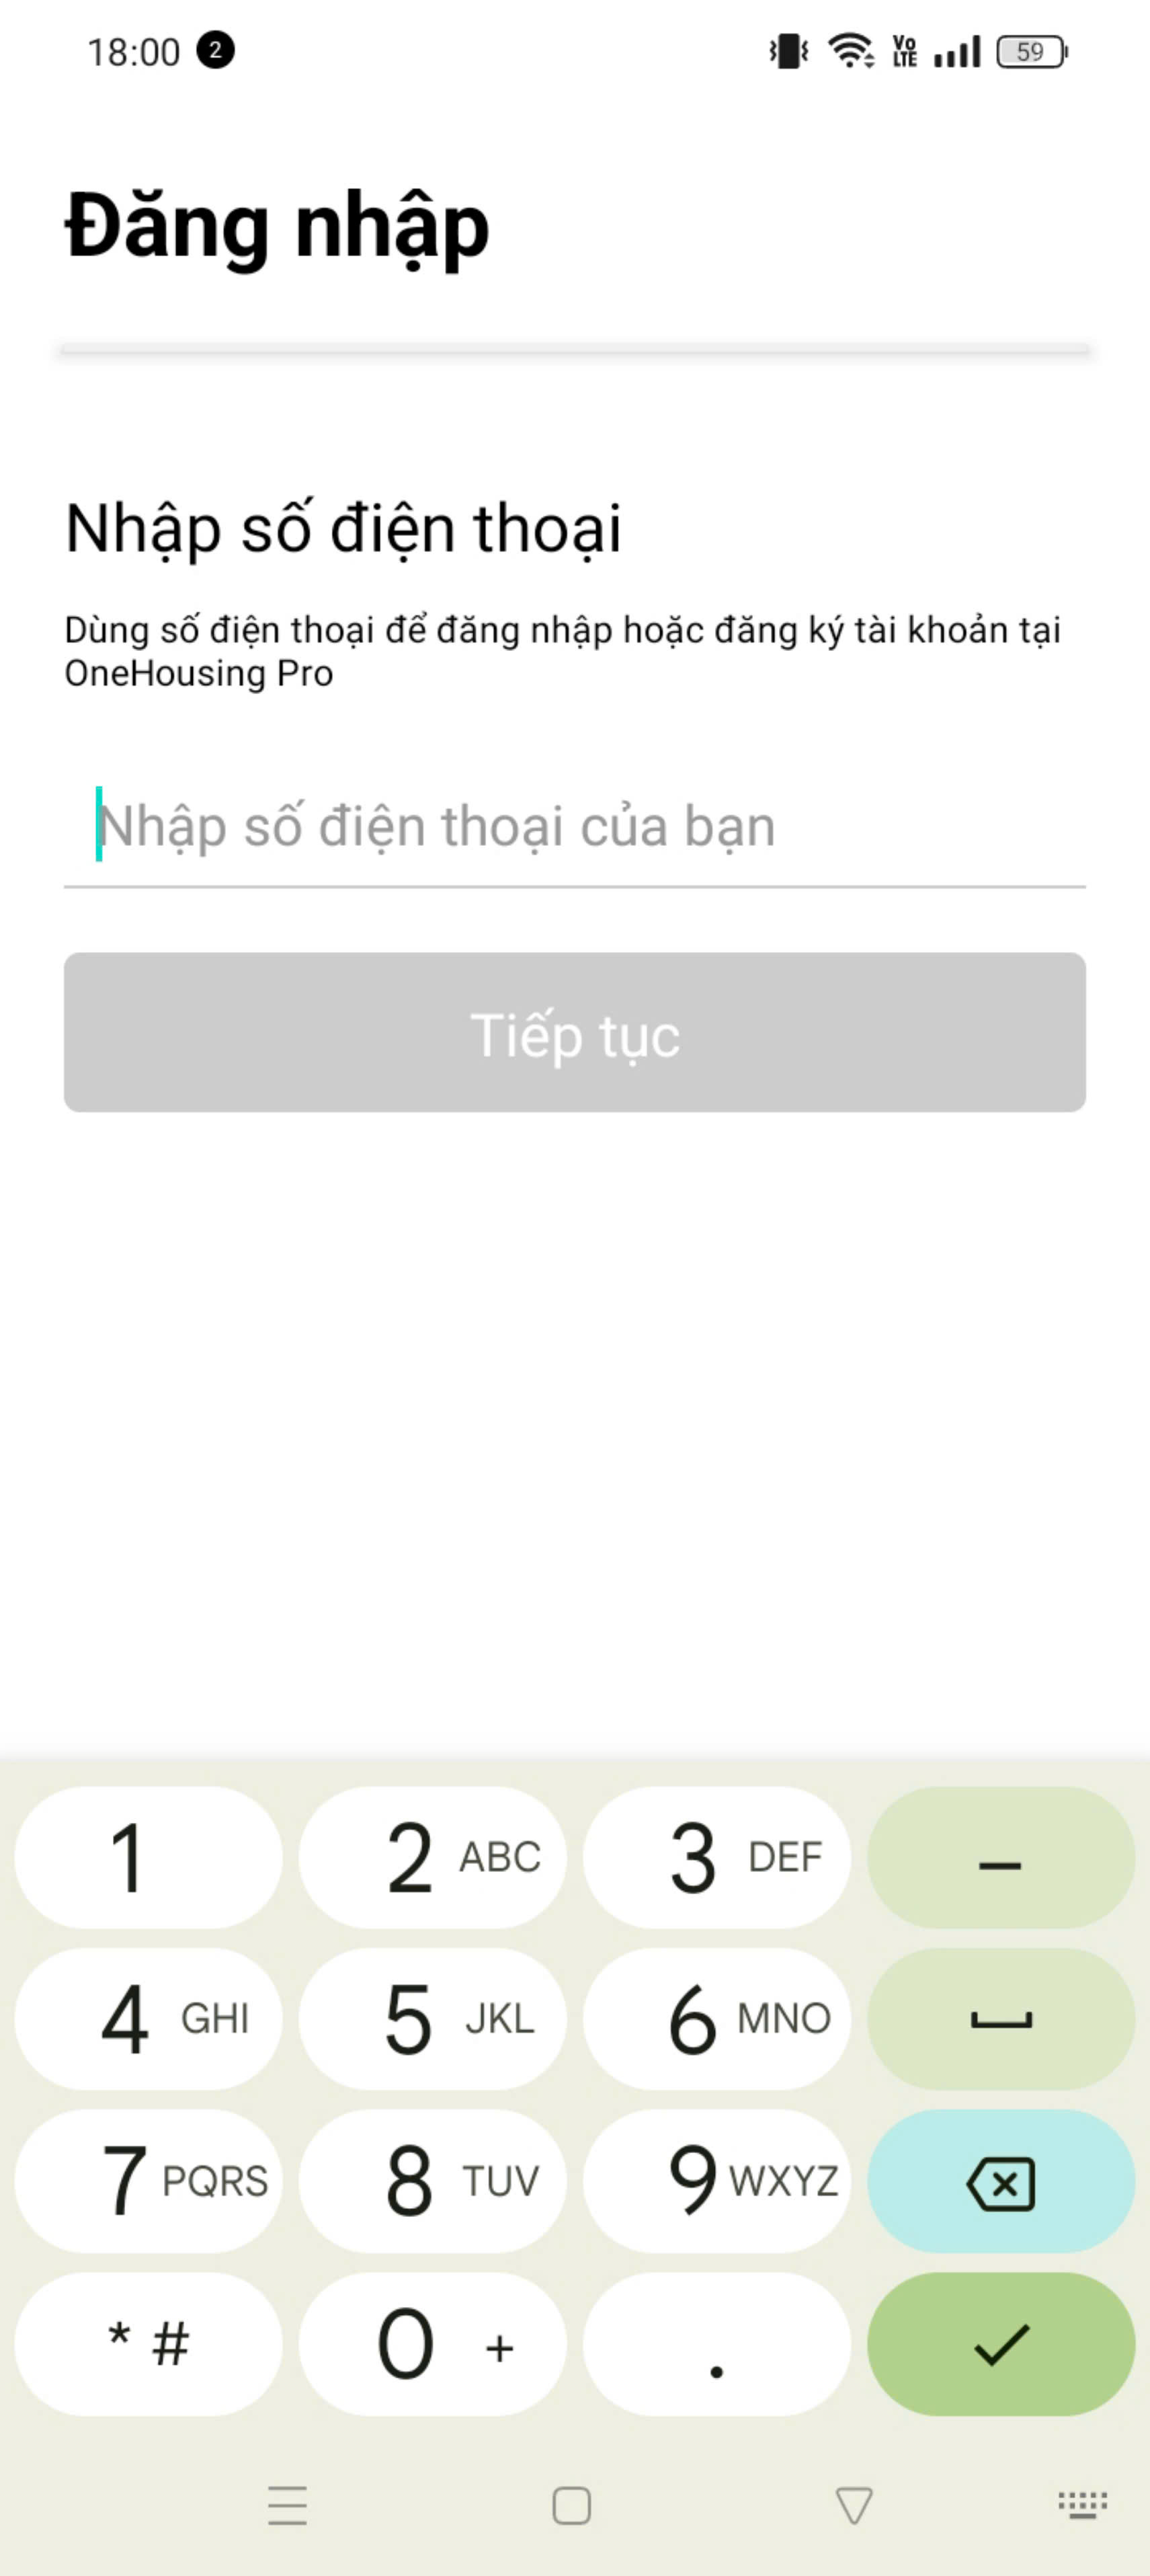 18:00 2 Vo LTE 59
Đăng nhập
Nhập số điện thoại
Dùng số điện thoại để đăng nhập hoặc đăng ký tài khoản tại
OneHousing Pro
Nhập số điện thoại của bạn
Tiếp tục
1 2 ABC 3 DEF –
4 GHI 5 JKL 6 MNO
7 PQRS 8 TUV 9 WXYZ
* # 0 + .